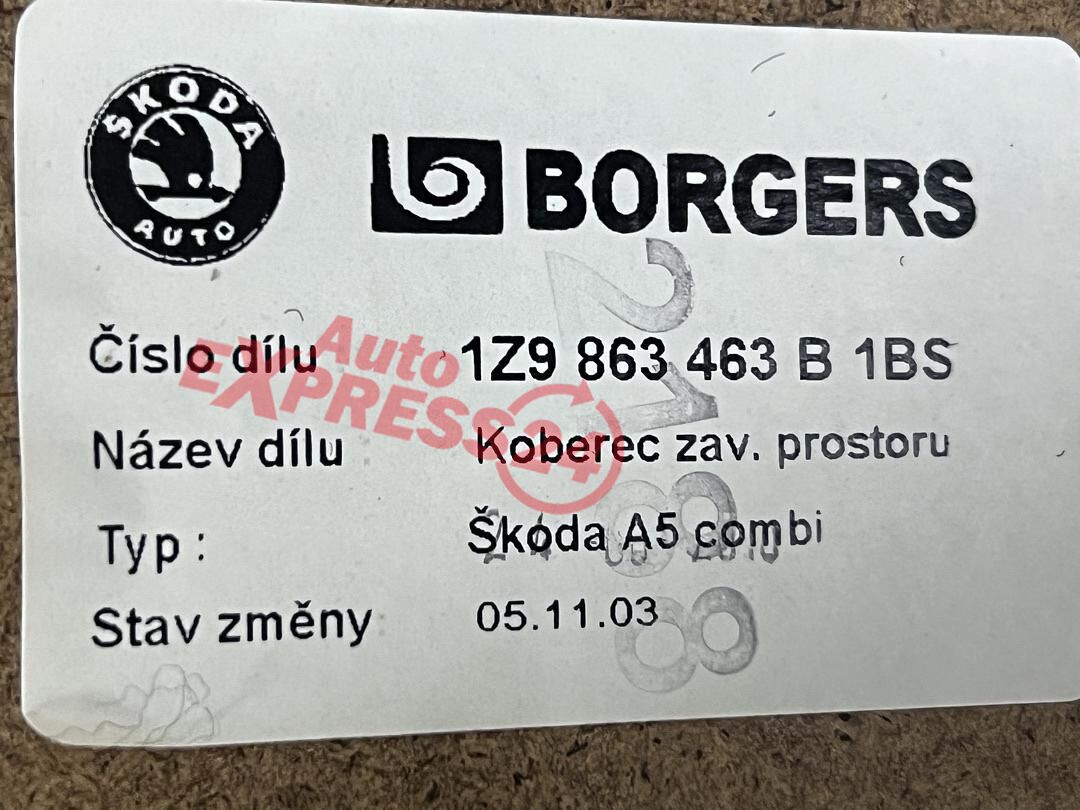 ŠKODA
AUTO
BORGERS
Číslo dílu 1Z9 863 463 B 1BS
Auto
EXPRESS24
Název dílu Koberec zav. prostoru
Typ : Škoda A5 combi
Stav změny 05.11.03
2188